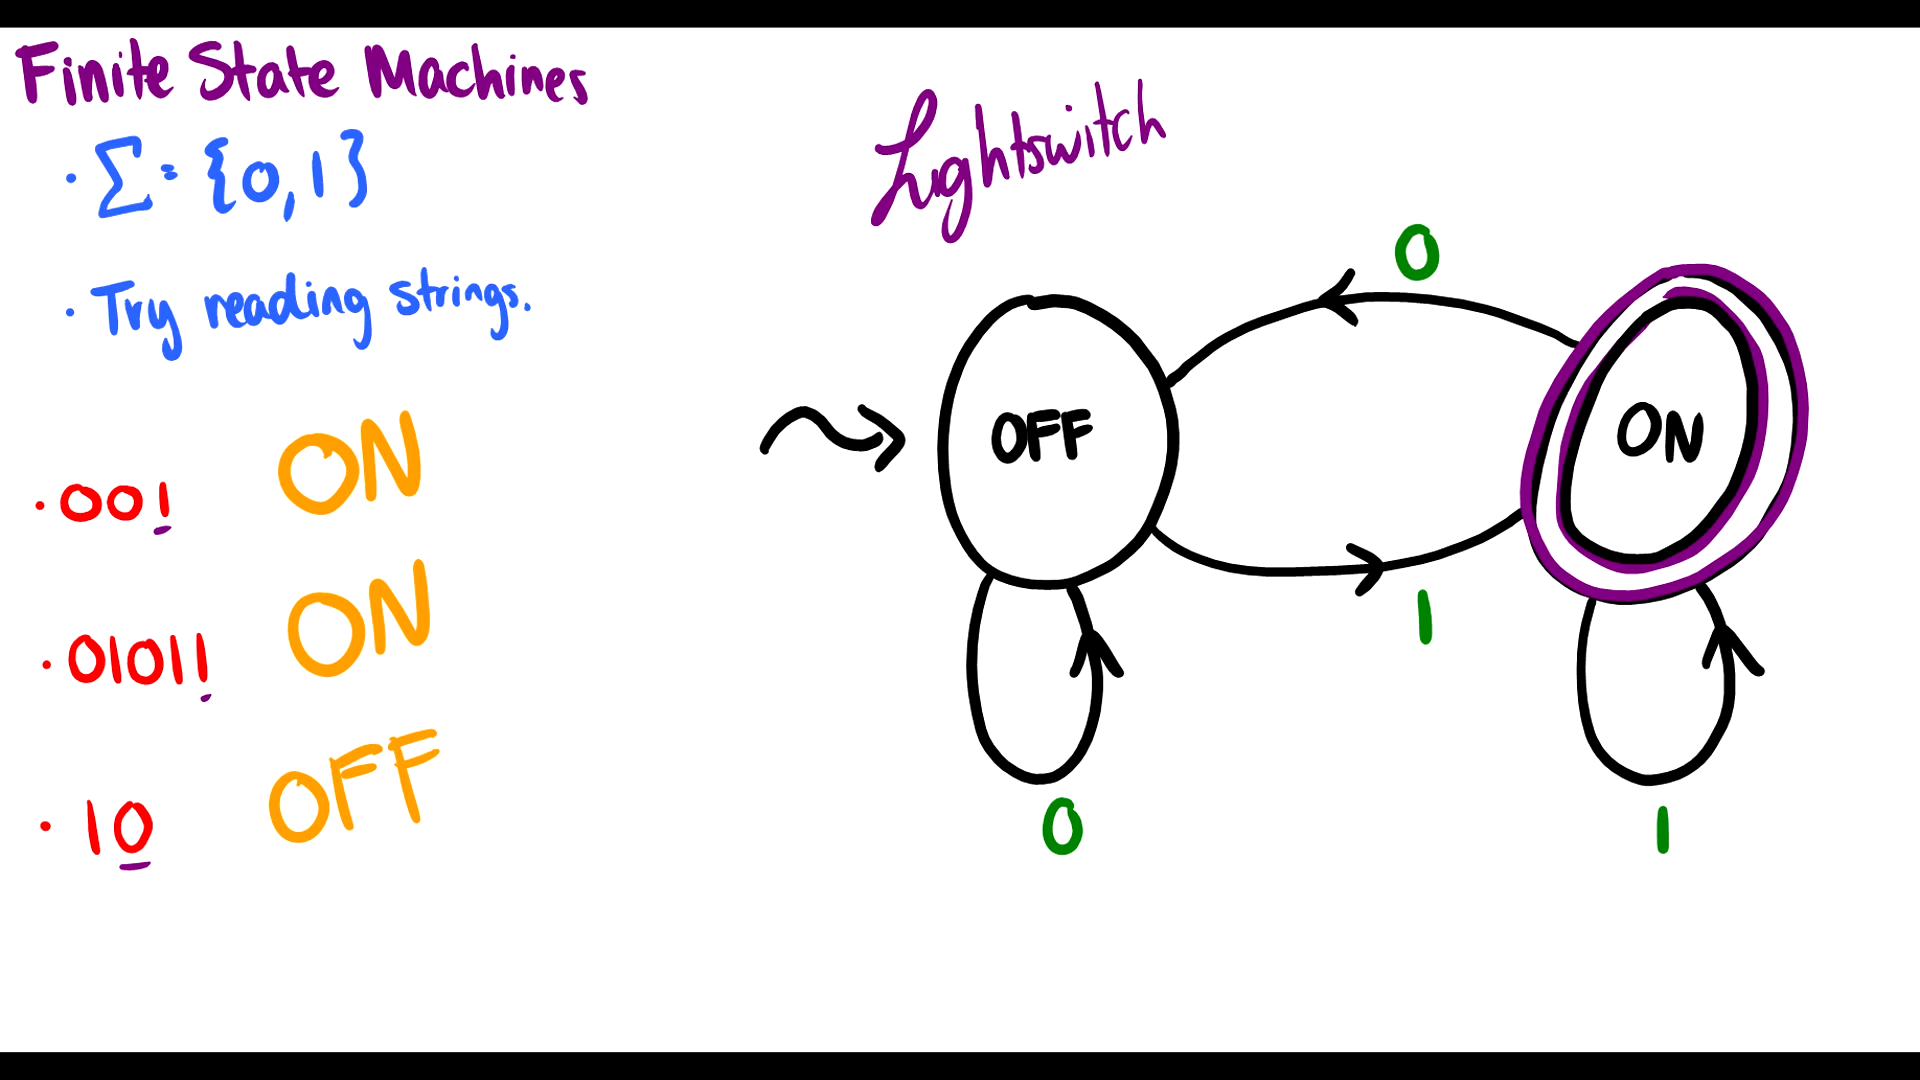 Finite State Machines
· Σ = {0,1}
· Try reading strings.
· 001 ON
· 01011 ON
· 10 OFF
Lightswitch
0
OFF
ON
1
0
1